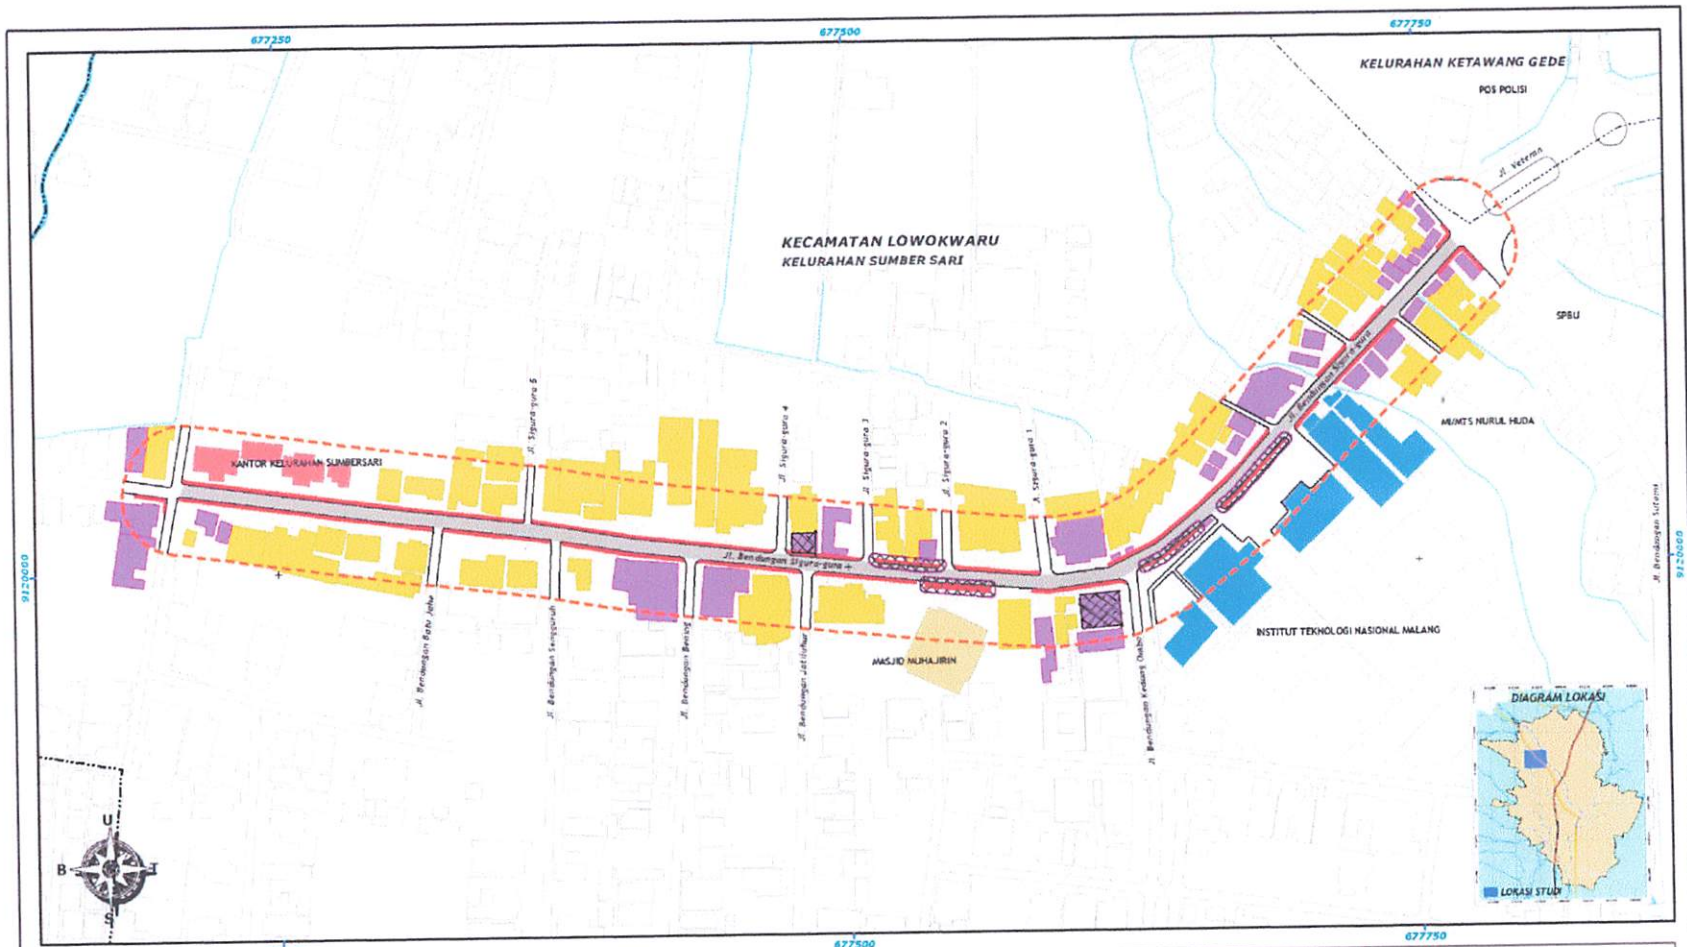 677250
677500
677750
KELURAHAN KETAWANG GEDE
POS POLISI
Jl. Veteran
KECAMATAN LOWOKWARU
KELURAHAN SUMBER SARI
SPBU
Jl. Bendungan Sigura-gura
MI/MTS NURUL HUDA
Jl. Sigura-gura 5
Jl. Sigura-gura 4
Jl. Sigura-gura 3
Jl. Sigura-gura 2
Jl. Sigura-gura 1
KANTOR KELURAHAN SUMBERSARI
Jl. Bendungan Sutami
Jl. Bendungan Sigura-gura
9120000
9120000
Jl. Bendungan Batu Jahe
Jl. Bendungan Sengguruh
Jl. Bendungan Bening
Jl. Bendungan Jatiluhur
MASJID MUHAJIRIN
Jl. Bendungan Kedung Ombo
INSTITUT TEKNOLOGI NASIONAL MALANG
DIAGRAM LOKASI
U
B
T
S
LOKASI STUDI
677500
677750